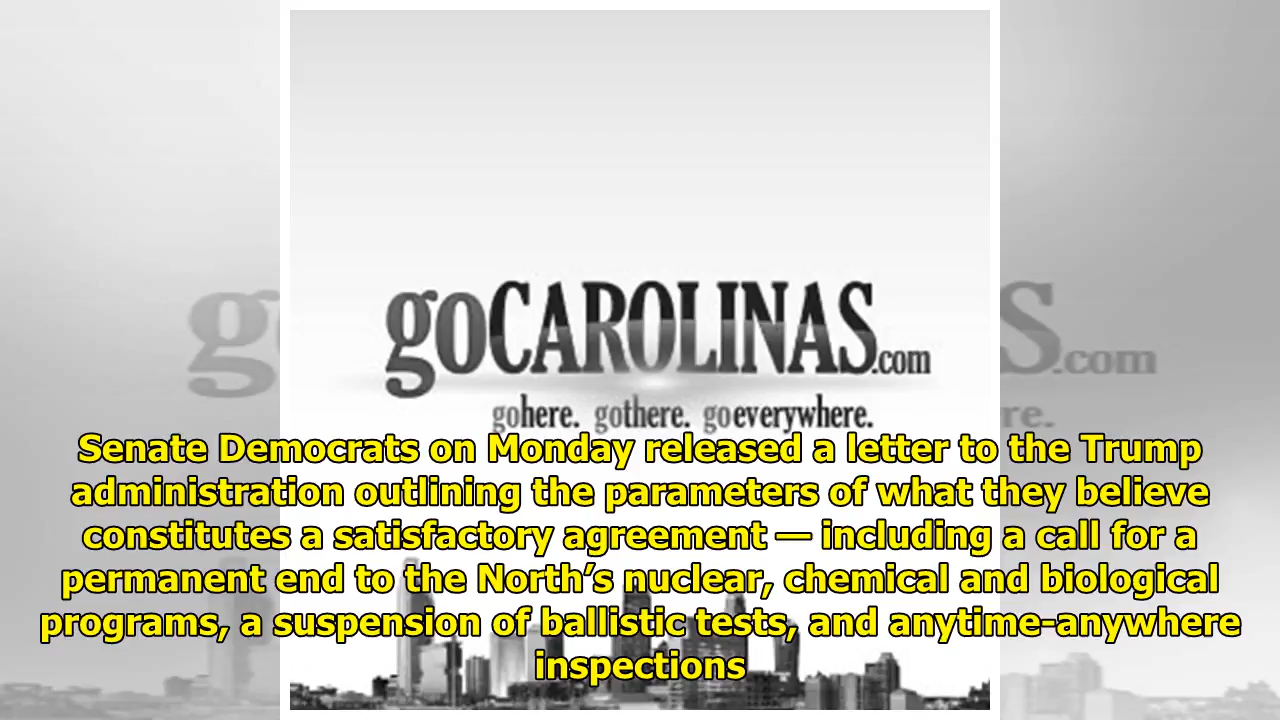 goCAROLINAS.com
gohere. gothere. goeverywhere.
S.com
re.
Senate Democrats on Monday released a letter to the Trump
administration outlining the parameters of what they believe
constitutes a satisfactory agreement — including a call for a
permanent end to the North’s nuclear, chemical and biological
programs, a suspension of ballistic tests, and anytime-anywhere
inspections